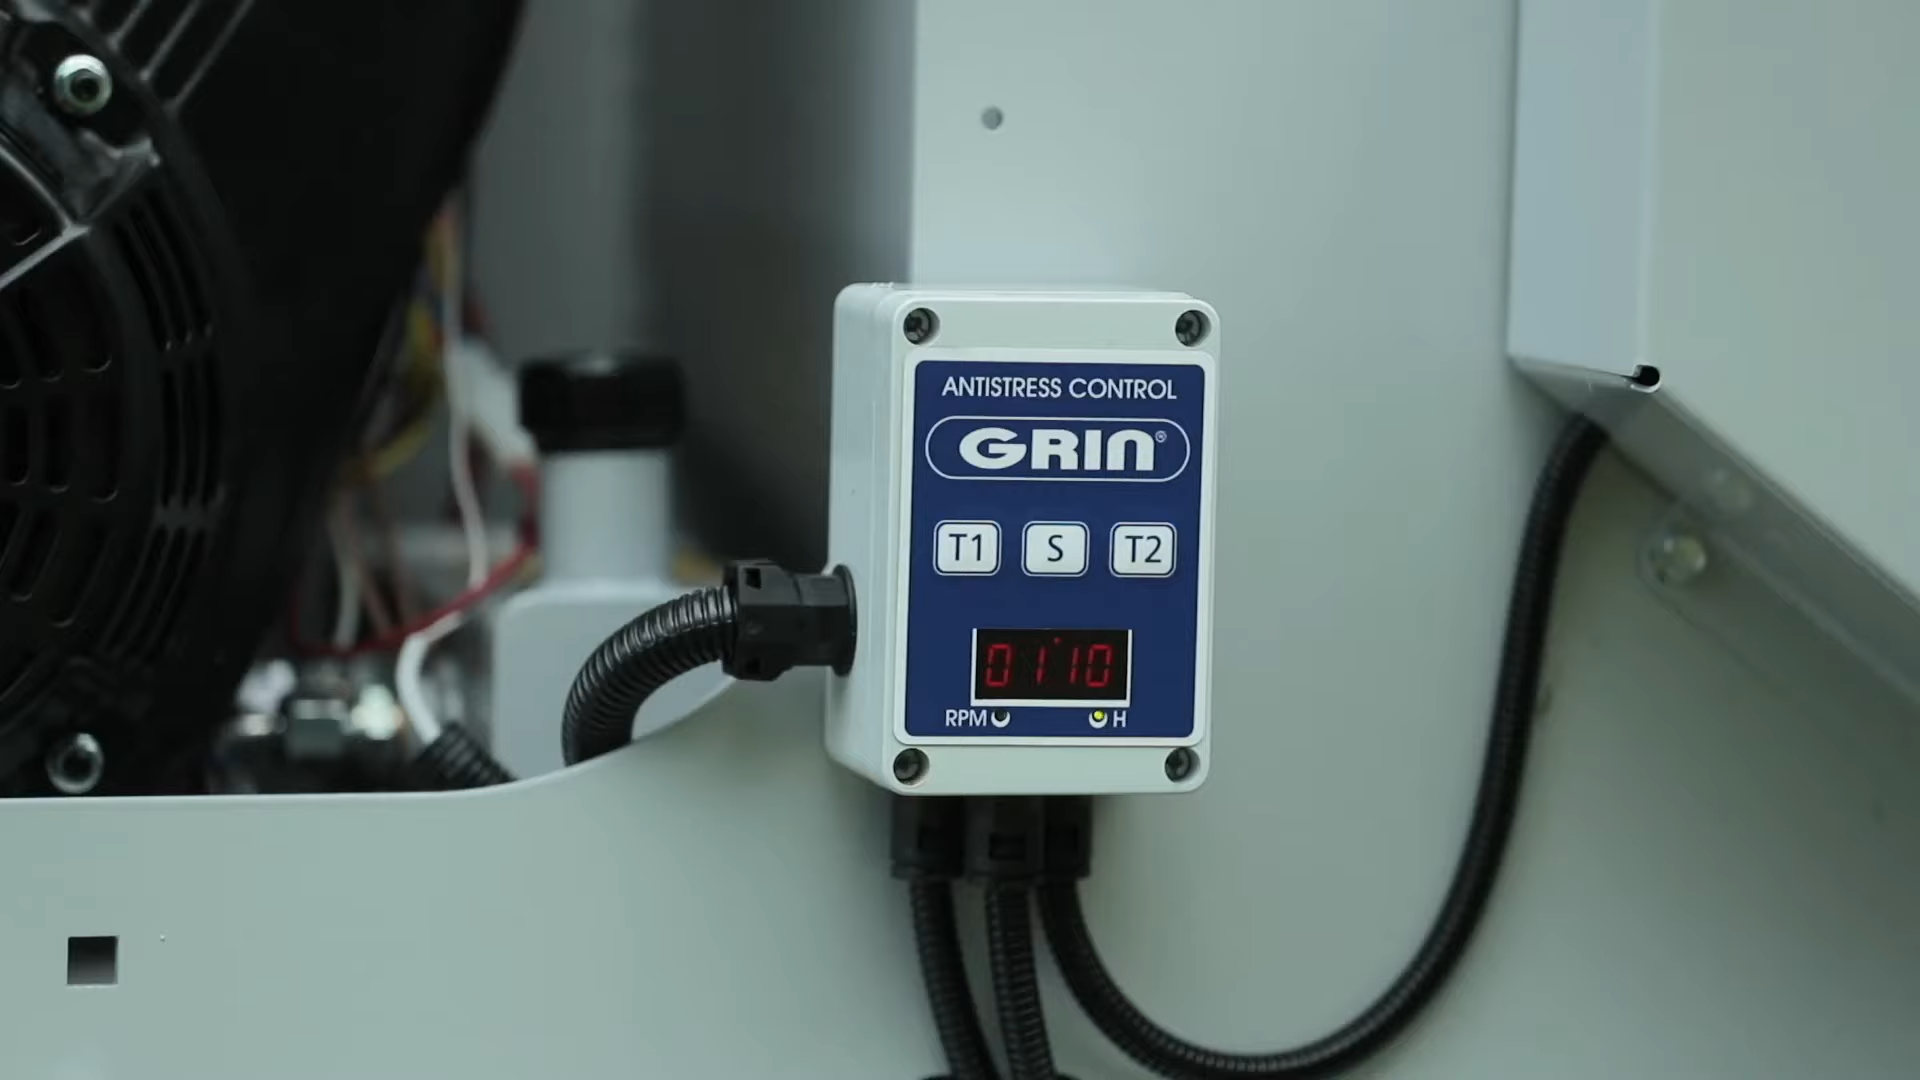 ANTISTRESS CONTROL
GRIN®
T1 S T2
01'10
RPM H